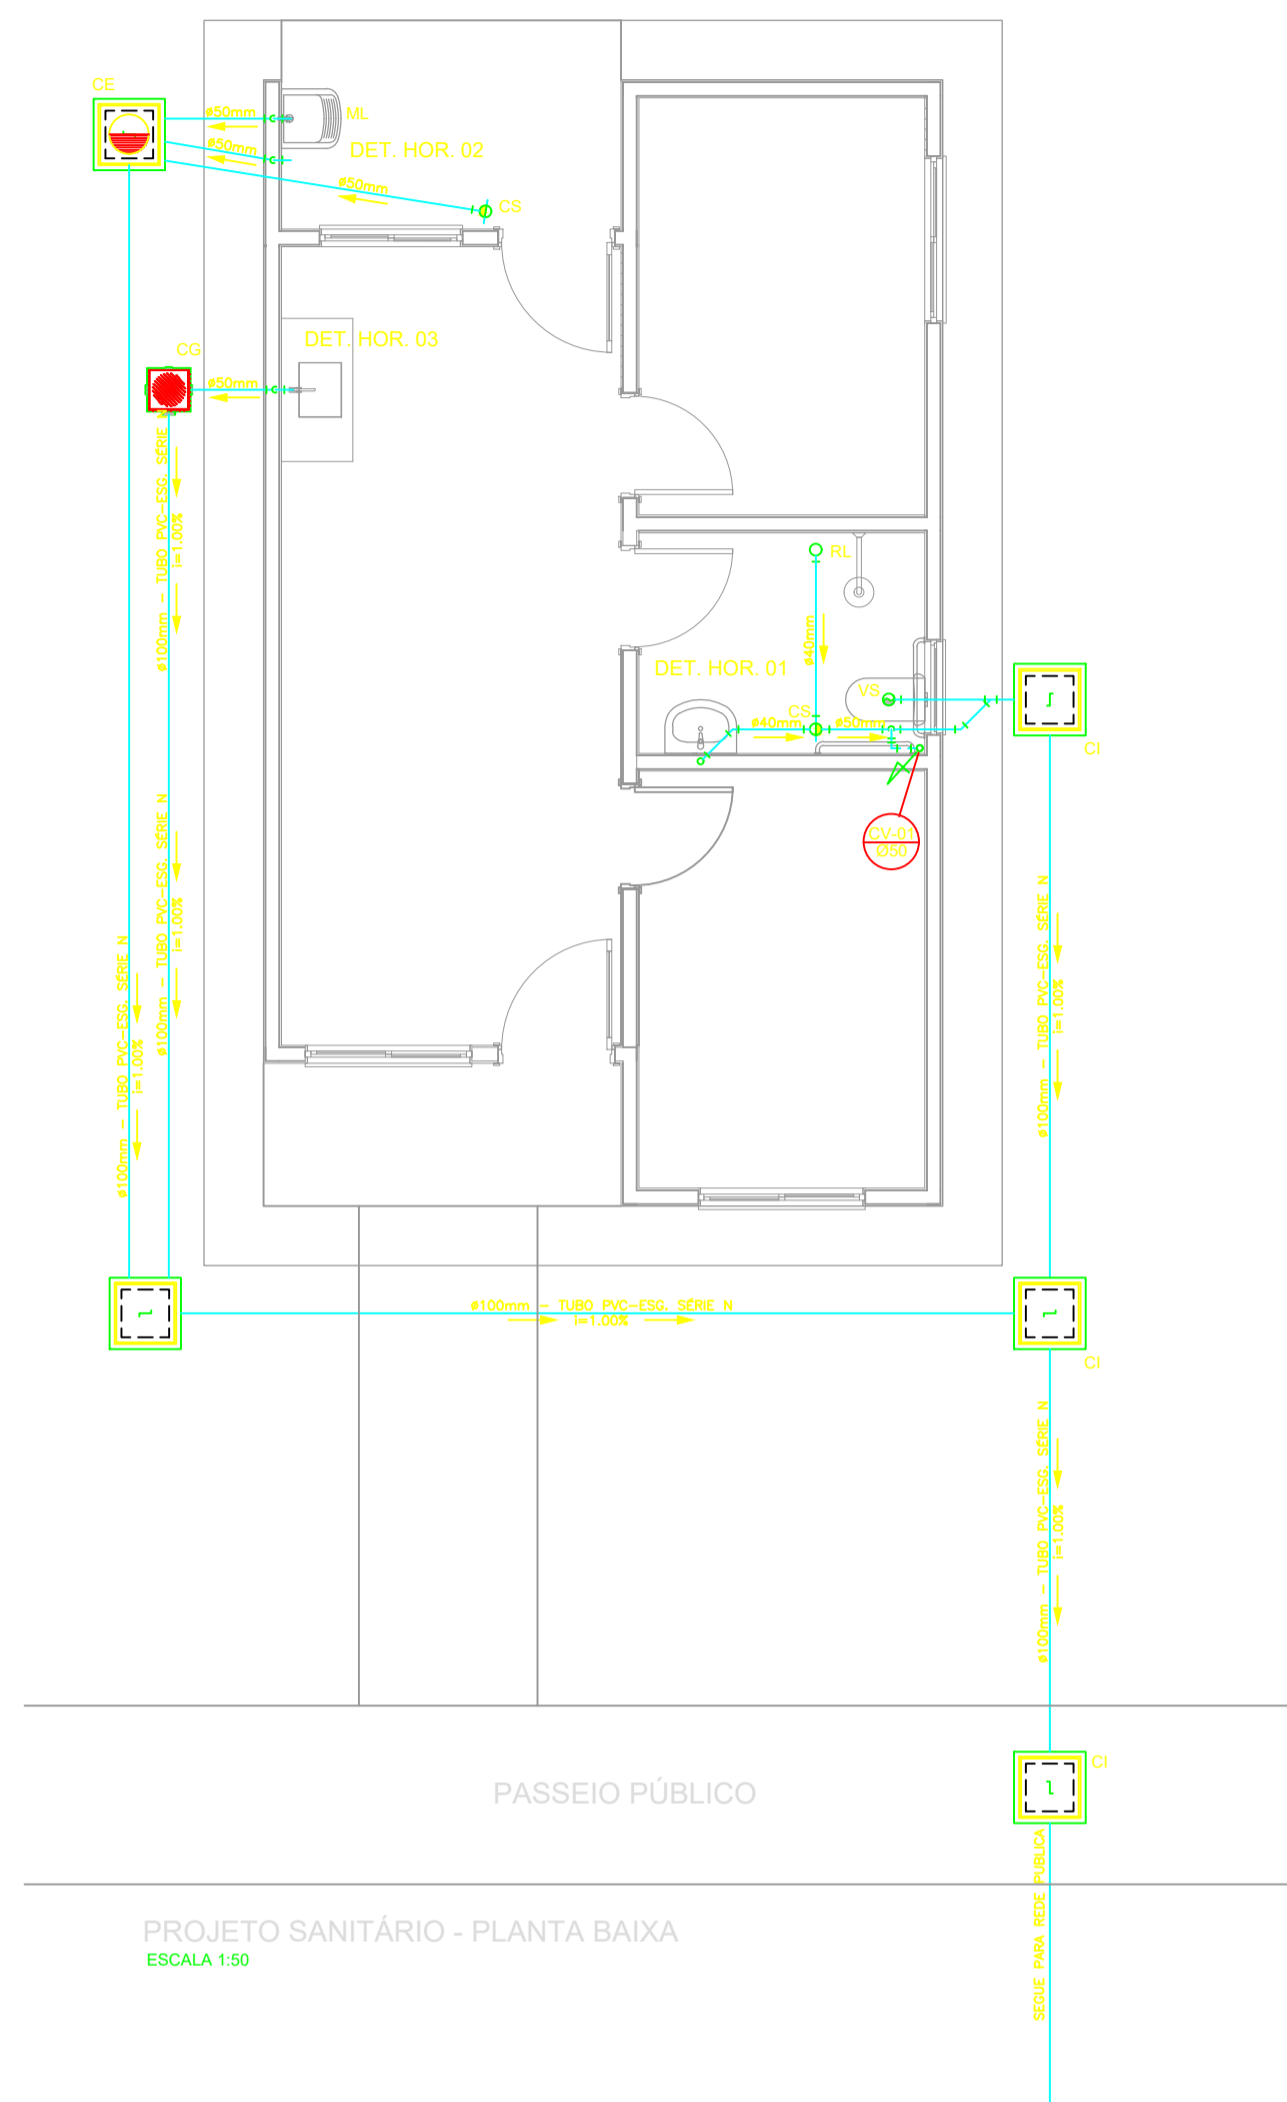 CE
ø50mm
ML
ø50mm
DET. HOR. 02
ø50mm
CS
DET. HOR. 03
CG
ø50mm
ø100mm - TUBO PVC-ESG. SÉRIE N
i=1.00%
RL
ø40mm
DET. HOR. 01
VS
CS
ø40mm
ø50mm
CI
CV-01
Ø50
ø100mm - TUBO PVC-ESG. SÉRIE N
i=1.00%
ø100mm - TUBO PVC-ESG. SÉRIE N
i=1.00%
ø100mm - TUBO PVC-ESG. SÉRIE N
i=1.00%
ø100mm - TUBO PVC-ESG. SÉRIE N
i=1.00%
CI
ø100mm - TUBO PVC-ESG. SÉRIE N
i=1.00%
CI
PASSEIO PÚBLICO
SEGUE PARA REDE PUBLICA
PROJETO SANITÁRIO - PLANTA BAIXA
ESCALA 1:50